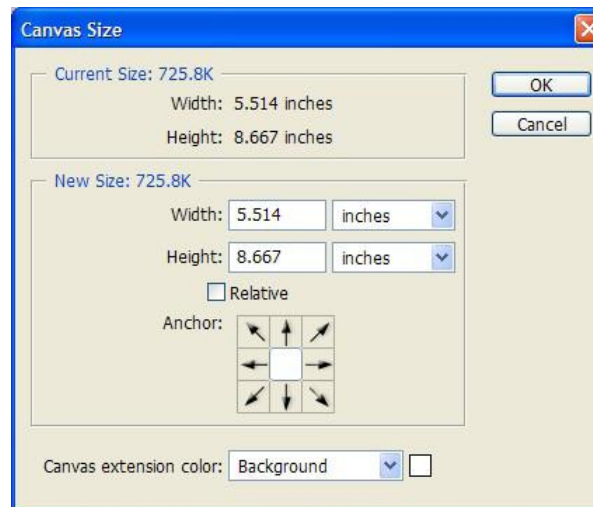 Canvas Size
Current Size: 725.8K
Width: 5.514 inches
Height: 8.667 inches
OK
Cancel
New Size: 725.8K
Width: 5.514 inches
Height: 8.667 inches
Relative
Anchor:
Canvas extension color: Background